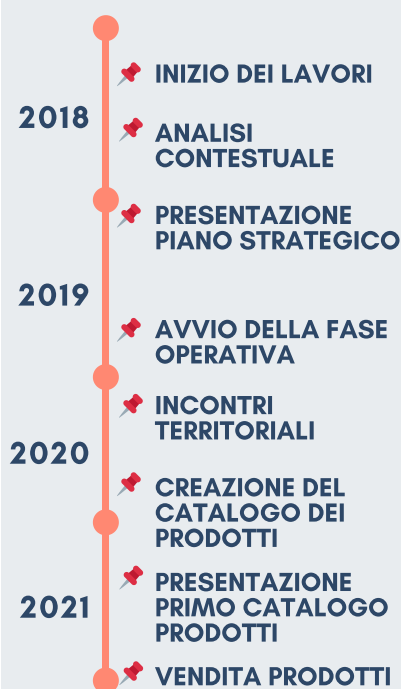 INIZIO DEI LAVORI
2018
ANALISI
CONTESTUALE
PRESENTAZIONE
PIANO STRATEGICO
2019
AVVIO DELLA FASE
OPERATIVA
INCONTRI
TERRITORIALI
2020
CREAZIONE DEL
CATALOGO DEI
PRODOTTI
PRESENTAZIONE
2021
PRIMO CATALOGO
PRODOTTI
VENDITA PRODOTTI